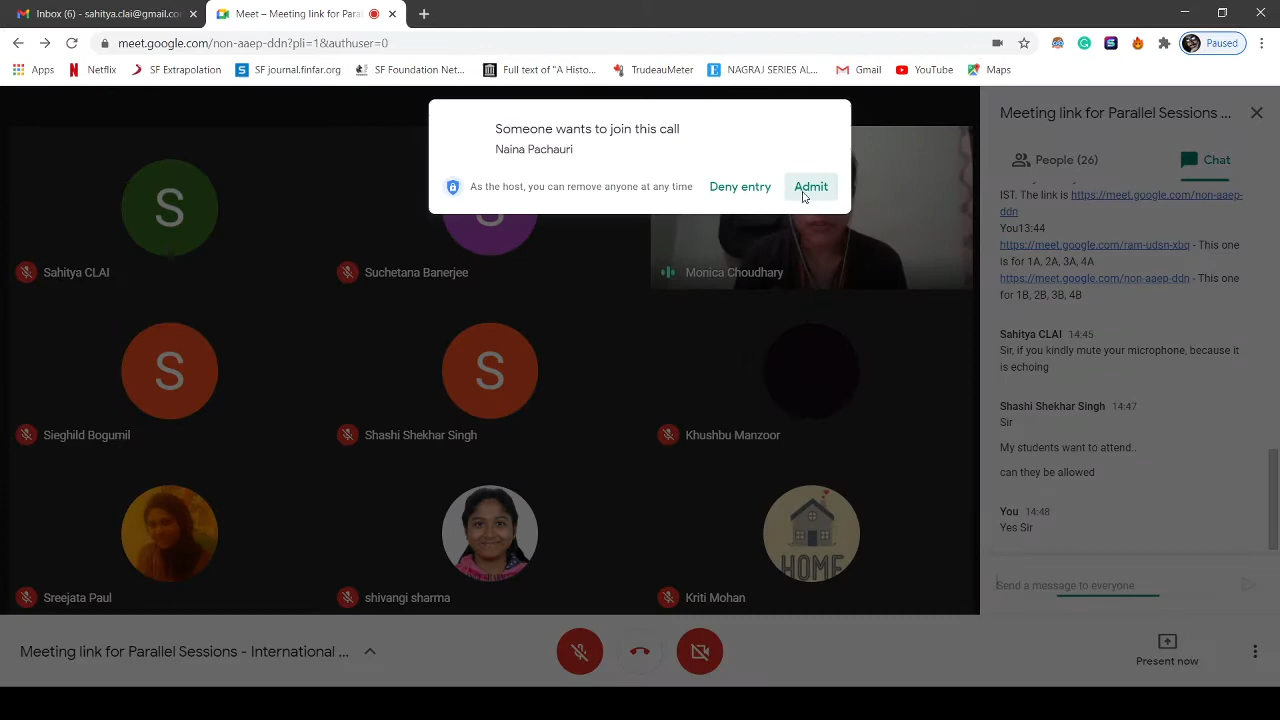 Inbox (6) - sahitya.clai@gmail.co
Meet – Meeting link for Para
meet.google.com/non-aaep-ddn?pli=1&authuser=0
Paused
Apps
Netflix
SF Extrapolation
SF journal.finfar.org
SF Foundation Net...
Full text of "A Histo...
TrudeauMeter
NAGRAJ SERIES AL...
Gmail
YouTube
Maps
Someone wants to join this call
Naina Pachauri
As the host, you can remove anyone at any time
Deny entry
Admit
S
Sahitya CLAI
Suchetana Banerjee
Monica Choudhary
S
Sieghild Bogumil
S
Shashi Shekhar Singh
Khushbu Manzoor
Sreejata Paul
shivangi sharma
HOME
Kriti Mohan
Meeting link for Parallel Sessions ...
People (26)
Chat
IST. The link is https://meet.google.com/non-aaep-
ddn
You13:44
https://meet.google.com/ram-udsn-xbq - This one
is for 1A, 2A, 3A, 4A
https://meet.google.com/non-aaep-ddn - This one
for 1B, 2B, 3B, 4B
Sahitya CLAI 14:45
Sir, if you kindly mute your microphone, because it
is echoing
Shashi Shekhar Singh 14:47
Sir
My students want to attend..
can they be allowed
You 14:48
Yes Sir
Send a message to everyone
Meeting link for Parallel Sessions - International ...
Present now